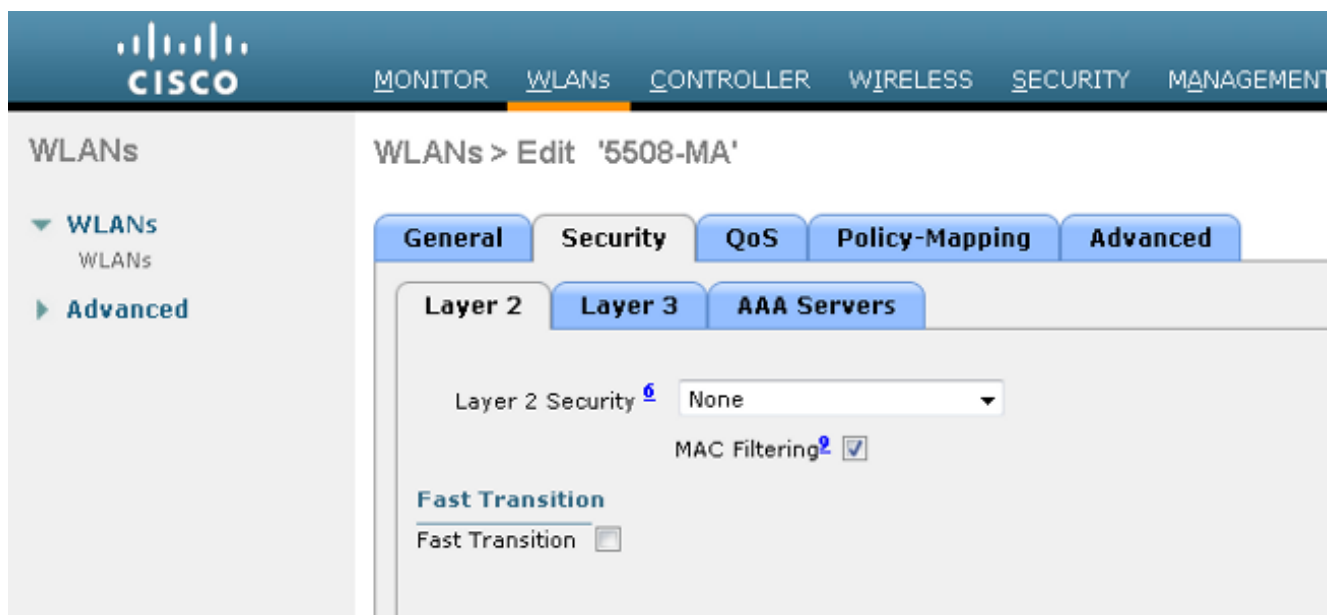 CISCO
MONITOR WLANs CONTROLLER WIRELESS SECURITY MANAGEMENT
WLANs
WLANs
WLANs
Advanced
WLANs > Edit '5508-MA'
General Security QoS Policy-Mapping Advanced
Layer 2 Layer 3 AAA Servers
Layer 2 Security 6 None
MAC Filtering 9
Fast Transition
Fast Transition